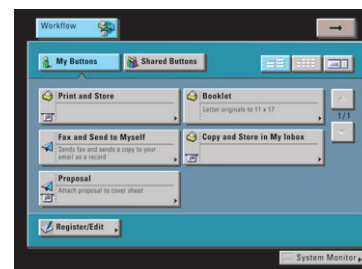 Workflow
My Buttons
Shared Buttons
Print and Store
Booklet
Letter originals to 11 x 17
1/1
Fax and Send to Myself
Sends fax and sends a copy to your
email as a record
Copy and Store in My Inbox
Proposal
Attach proposal to cover sheet
Register/Edit
System Monitor